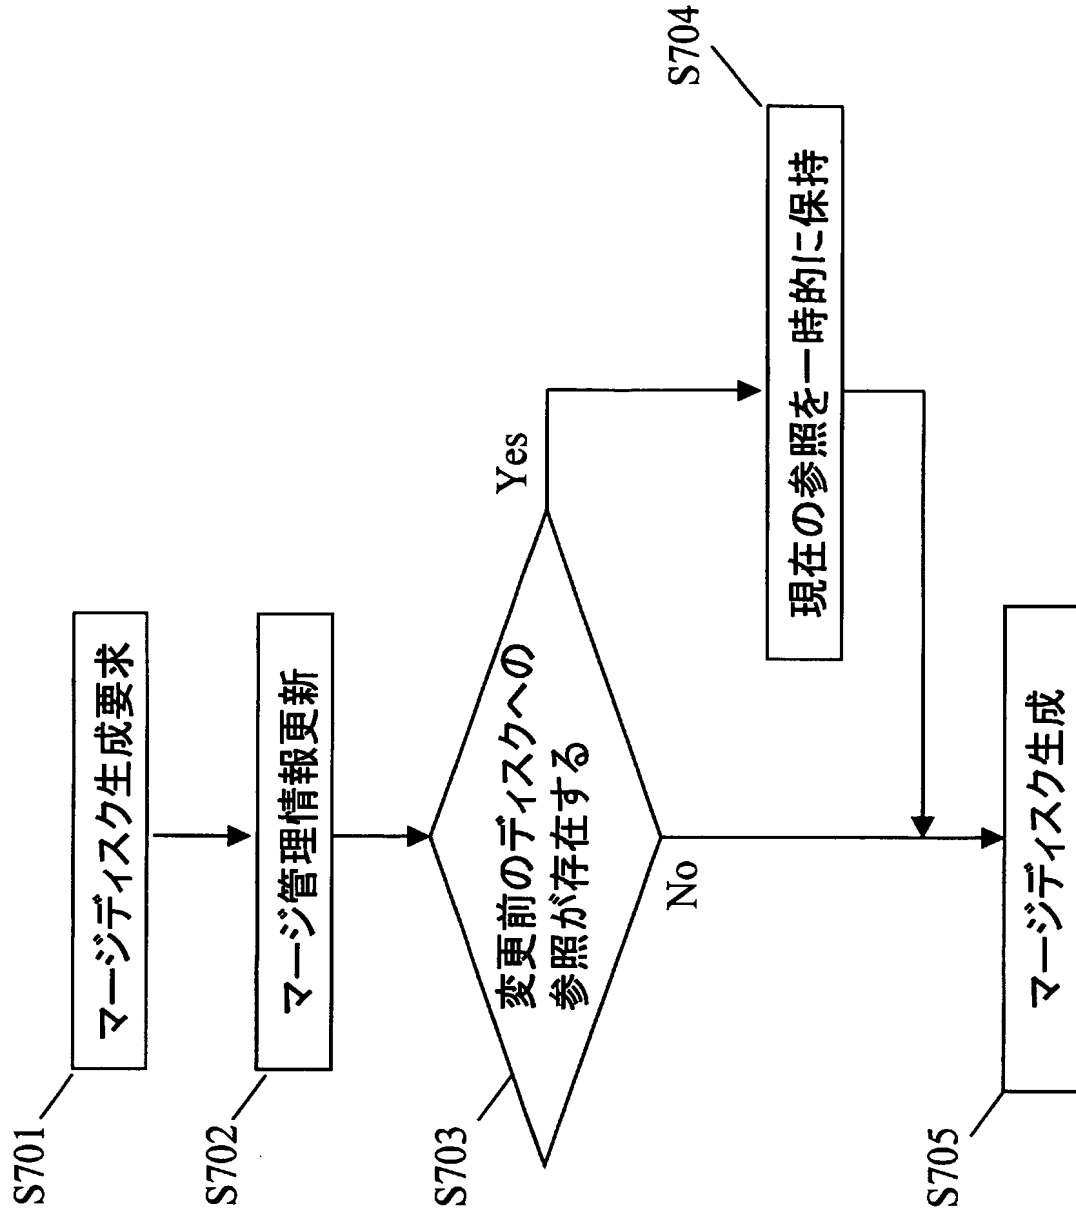 S701
マージディスク生成要求
S702
マージ管理情報更新
S703
変更前のディスクへの
参照が存在する
Yes
S704
現在の参照を一時的に保持
No
S705
マージディスク生成